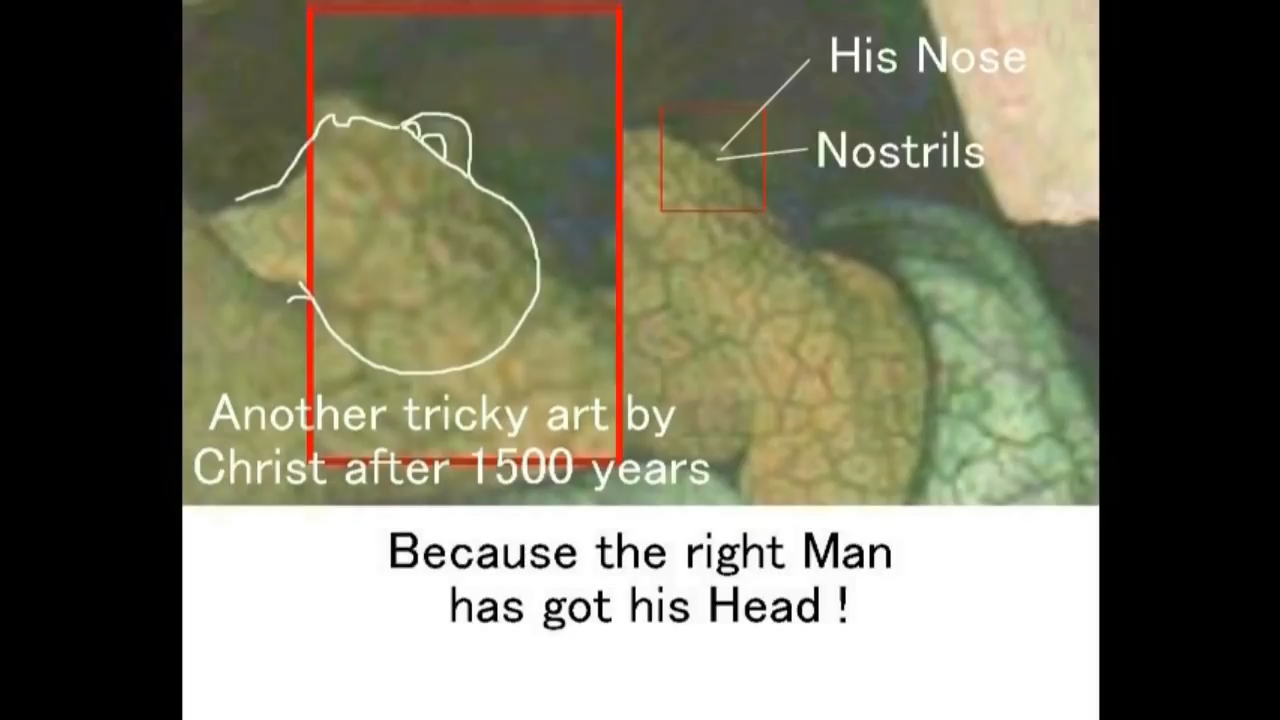 His Nose
Nostrils
Another tricky art by
Christ after 1500 years
Because the right Man
has got his Head !